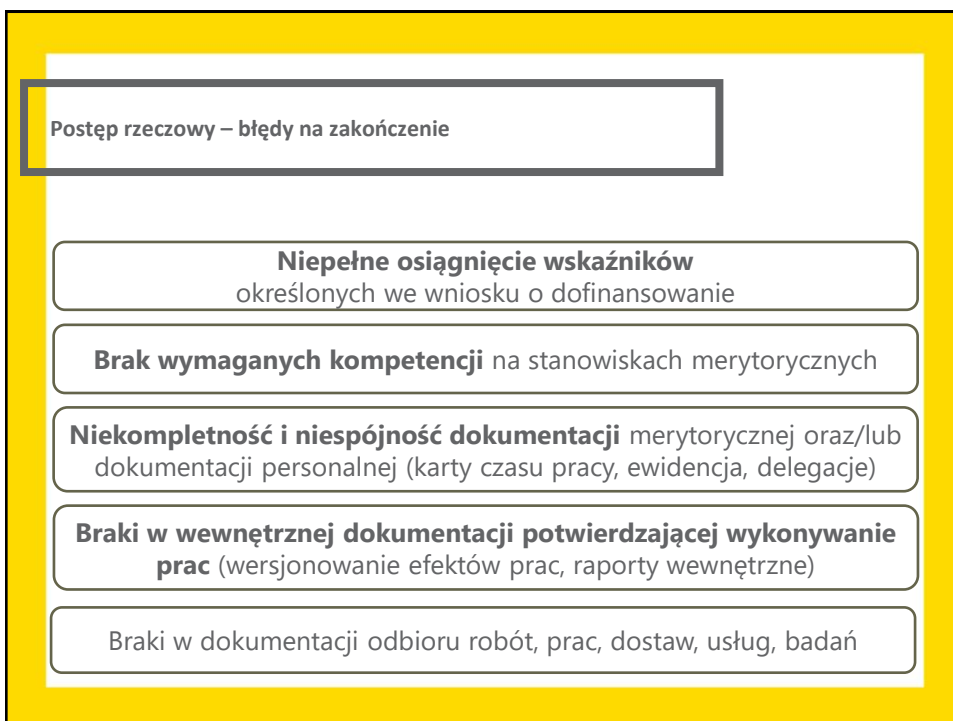 Postęp rzeczowy – błędy na zakończenie
Niepełne osiągnięcie wskaźników
określonych we wniosku o dofinansowanie
Brak wymaganych kompetencji na stanowiskach merytorycznych
Niekompletność i niespójność dokumentacji merytorycznej oraz/lub
dokumentacji personalnej (karty czasu pracy, ewidencja, delegacje)
Braki w wewnętrznej dokumentacji potwierdzającej wykonywanie
prac (wersjonowanie efektów prac, raporty wewnętrzne)
Braki w dokumentacji odbioru robót, prac, dostaw, usług, badań